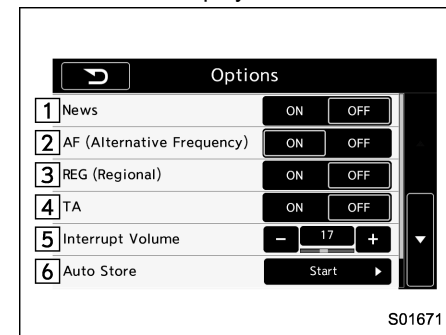 Options
1 News ON OFF
2 AF (Alternative Frequency) ON OFF
3 REG (Regional) ON OFF
4 TA ON OFF
5 Interrupt Volume - 17 +
6 Auto Store Start
S01671